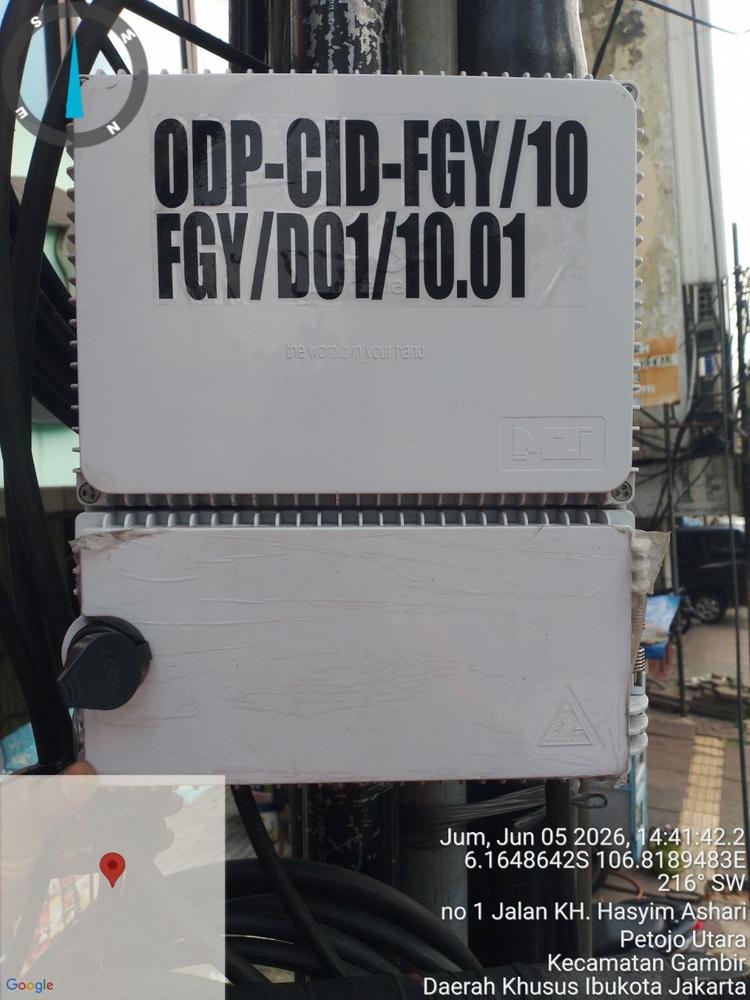 S
W
E
N
ODP-CID-FGY/10
FGY/D01/10.01
the worpld in your hand
MZi
LOCK
Jum, Jun 05 2026, 14:41:42.2
6.1648642S 106.8189483E
216° SW
no 1 Jalan KH. Hasyim Ashari
Petojo Utara
Kecamatan Gambir
Daerah Khusus Ibukota Jakarta
Google